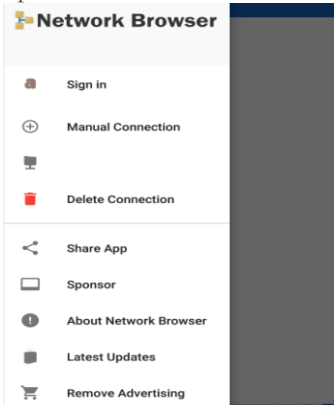 Network Browser
a Sign in
Manual Connection
Delete Connection
Share App
Sponsor
About Network Browser
Latest Updates
Remove Advertising